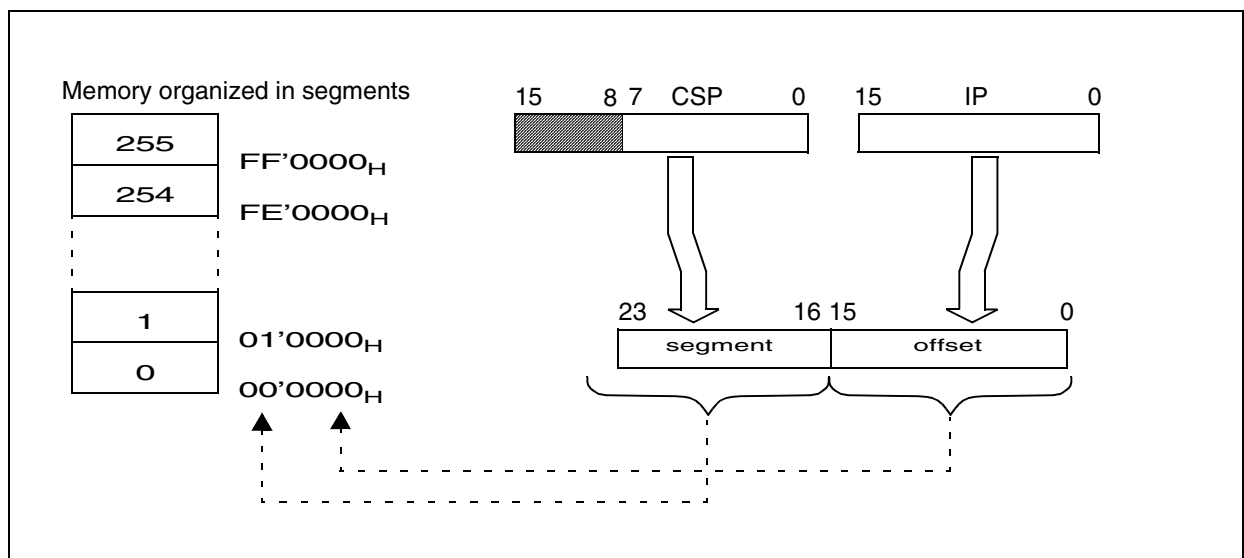 Memory organized in segments
255
FF'0000H
254
FE'0000H
1
01'0000H
0
00'0000H
15 8 7 CSP 0
15 IP 0
23 16 15 0
segment offset